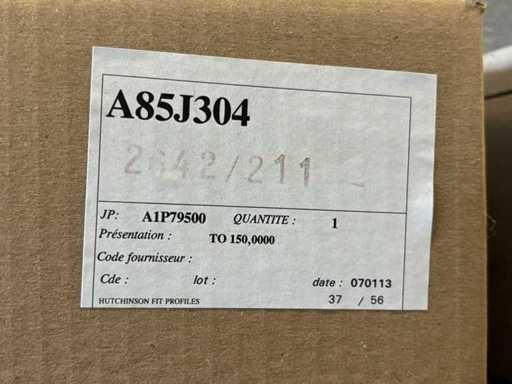 A85J304
2642/211
JP: A1P79500 QUANTITE : 1
Présentation : TO 150,0000
Code fournisseur :
Cde : lot : date : 070113
HUTCHINSON FIT PROFILES 37 / 56